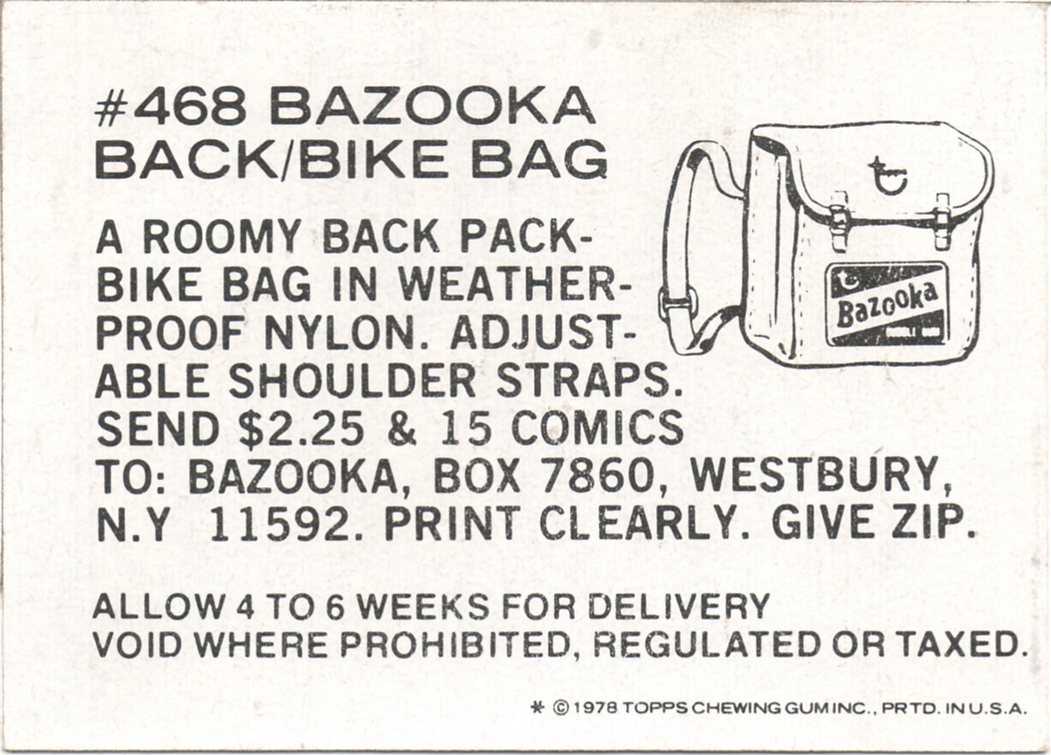 #468 BAZOOKA
BACK/BIKE BAG
A ROOMY BACK PACK-
BIKE BAG IN WEATHER-
PROOF NYLON. ADJUST-
ABLE SHOULDER STRAPS.
SEND $2.25 & 15 COMICS
TO: BAZOOKA, BOX 7860, WESTBURY,
N.Y 11592. PRINT CLEARLY. GIVE ZIP.
t
t
Bazooka
ALLOW 4 TO 6 WEEKS FOR DELIVERY
VOID WHERE PROHIBITED, REGULATED OR TAXED.
* ©1978 TOPPS CHEWING GUM INC., PRTD. IN U.S.A.